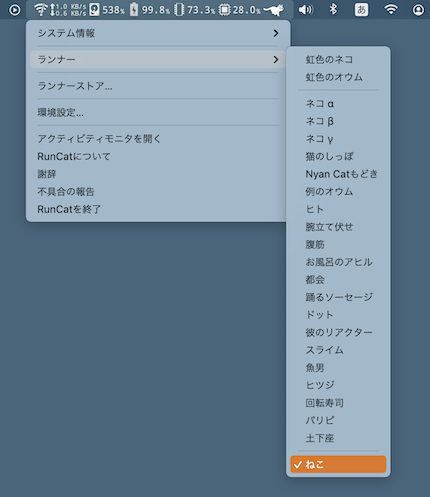 1.0 KB/s
0.6 KB/s
538%
99.8%
73.3%
28.0%
あ
システム情報
ランナー
ランナーストア...
環境設定...
アクティビティモニタを開く
RunCatについて
謝辞
不具合の報告
RunCatを終了
虹色のネコ
虹色のオウム
ネコ α
ネコ β
ネコ γ
猫のしっぽ
Nyan Catもどき
例のオウム
ヒト
腕立て伏せ
腹筋
お風呂のアヒル
都会
踊るソーセージ
ドット
彼のリアクター
スライム
魚男
ヒツジ
回転寿司
パリピ
土下座
ねこ